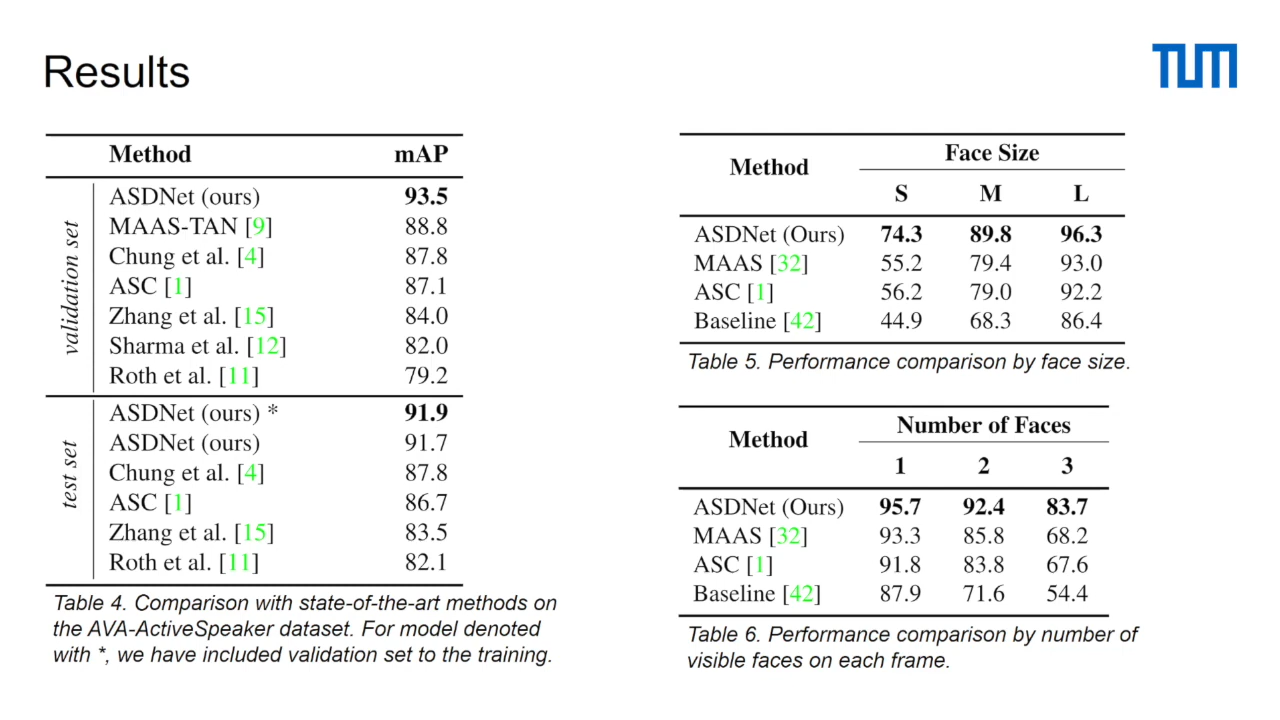 Results
TUM
Method mAP
validation set
ASDNet (ours) 93.5
MAAS-TAN [9] 88.8
Chung et al. [4] 87.8
ASC [1] 87.1
Zhang et al. [15] 84.0
Sharma et al. [12] 82.0
Roth et al. [11] 79.2
test set
ASDNet (ours) * 91.9
ASDNet (ours) 91.7
Chung et al. [4] 87.8
ASC [1] 86.7
Zhang et al. [15] 83.5
Roth et al. [11] 82.1
Table 4. Comparison with state-of-the-art methods on
the AVA-ActiveSpeaker dataset. For model denoted
with *, we have included validation set to the training.
Method Face Size
S M L
ASDNet (Ours) 74.3 89.8 96.3
MAAS [32] 55.2 79.4 93.0
ASC [1] 56.2 79.0 92.2
Baseline [42] 44.9 68.3 86.4
Table 5. Performance comparison by face size.
Method Number of Faces
1 2 3
ASDNet (Ours) 95.7 92.4 83.7
MAAS [32] 93.3 85.8 68.2
ASC [1] 91.8 83.8 67.6
Baseline [42] 87.9 71.6 54.4
Table 6. Performance comparison by number of
visible faces on each frame.